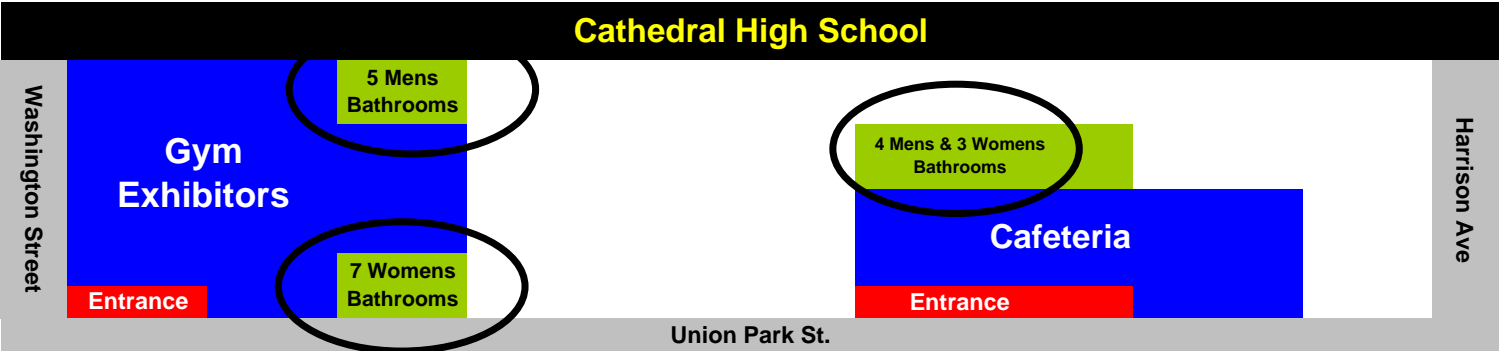 Cathedral High School
Washington Street
5 Mens
Bathrooms
Gym
Exhibitors
7 Womens
Bathrooms
Entrance
4 Mens & 3 Womens
Bathrooms
Cafeteria
Entrance
Harrison Ave
Union Park St.